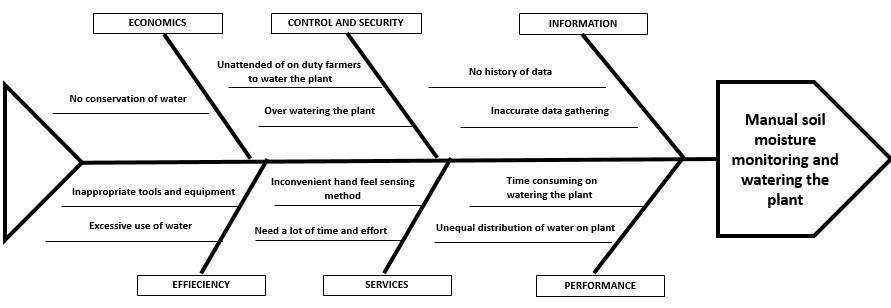 ECONOMICS
CONTROL AND SECURITY
INFORMATION
Unattended of on duty farmers
to water the plant
No history of data
No conservation of water
Over watering the plant
Inaccurate data gathering
Manual soil
moisture
monitoring and
watering the
plant
Inappropriate tools and equipment
Inconvenient hand feel sensing
method
Time consuming on
watering the plant
Excessive use of water
Need a lot of time and effort
Unequal distribution of water on plant
EFFIECIENCY
SERVICES
PERFORMANCE